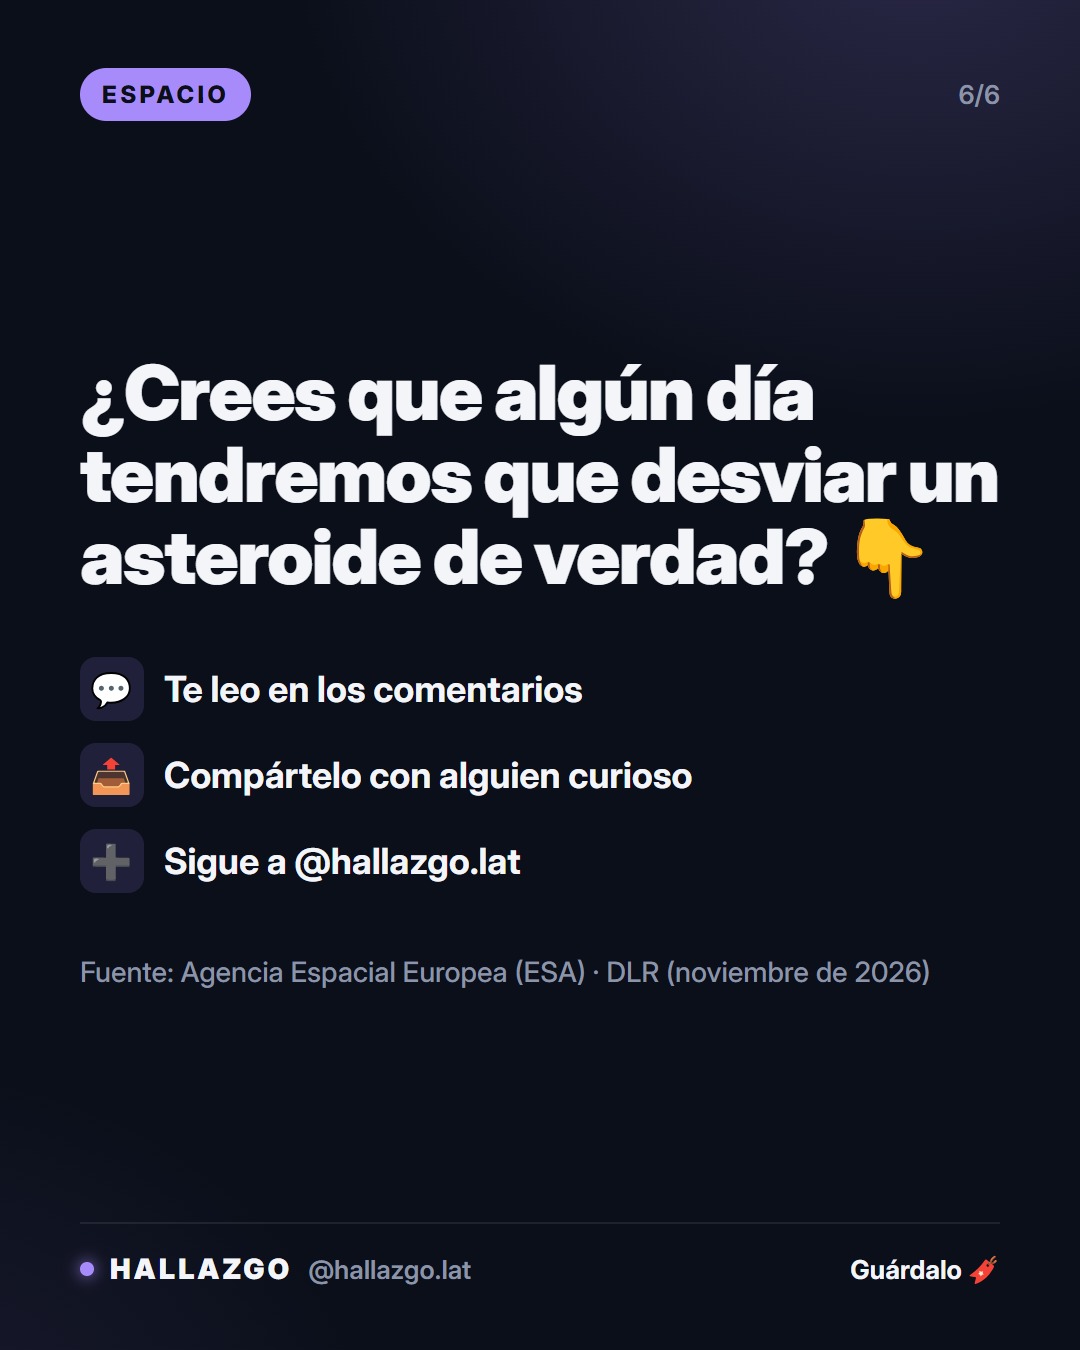 ESPACIO
6/6
¿Crees que algún día
tendremos que desviar un
asteroide de verdad? 👇
💬 Te leo en los comentarios
📤 Compártelo con alguien curioso
➕ Sigue a @hallazgo.lat
Fuente: Agencia Espacial Europea (ESA) · DLR (noviembre de 2026)
HALLAZGO @hallazgo.lat
Guárdalo 🔖